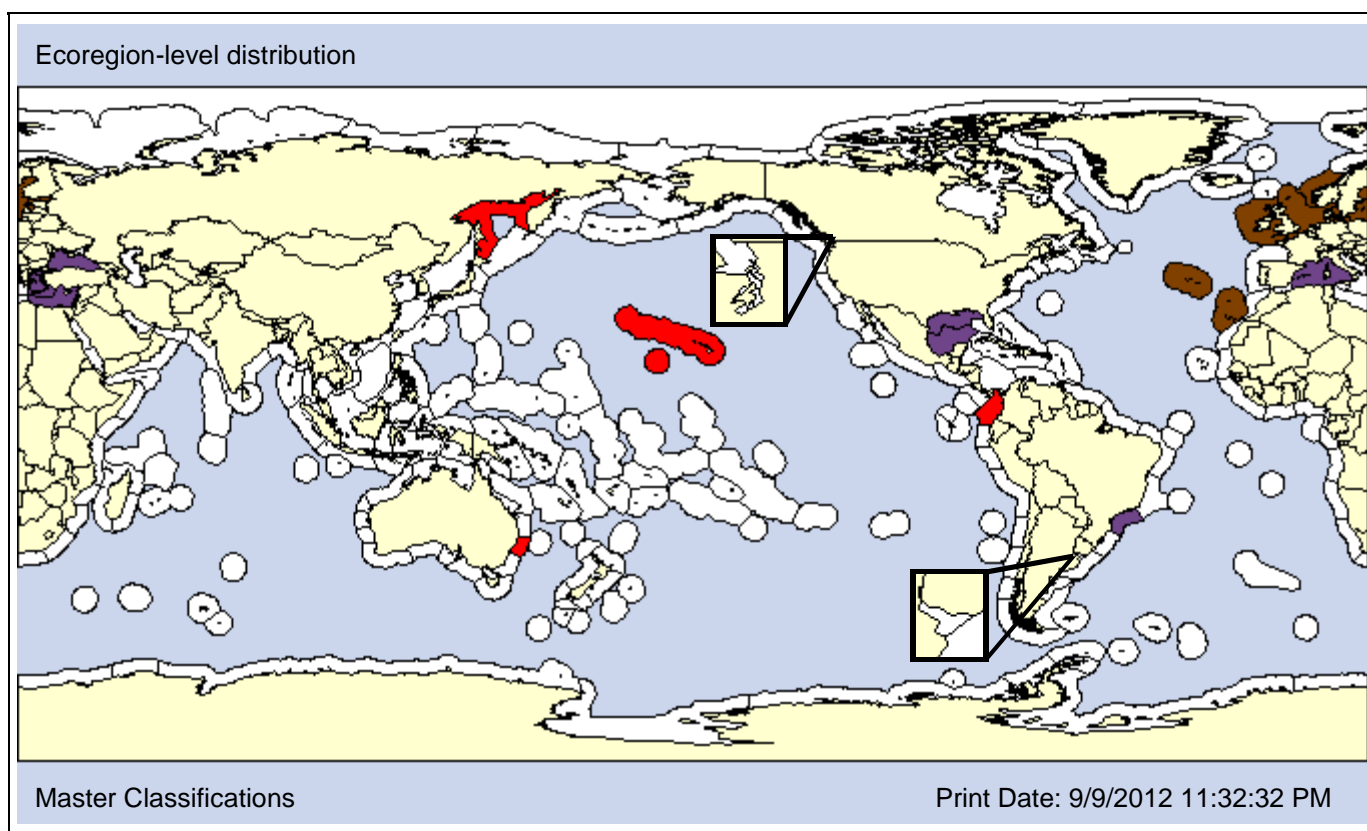 Ecoregion-level distribution
Master Classifications
Print Date: 9/9/2012 11:32:32 PM